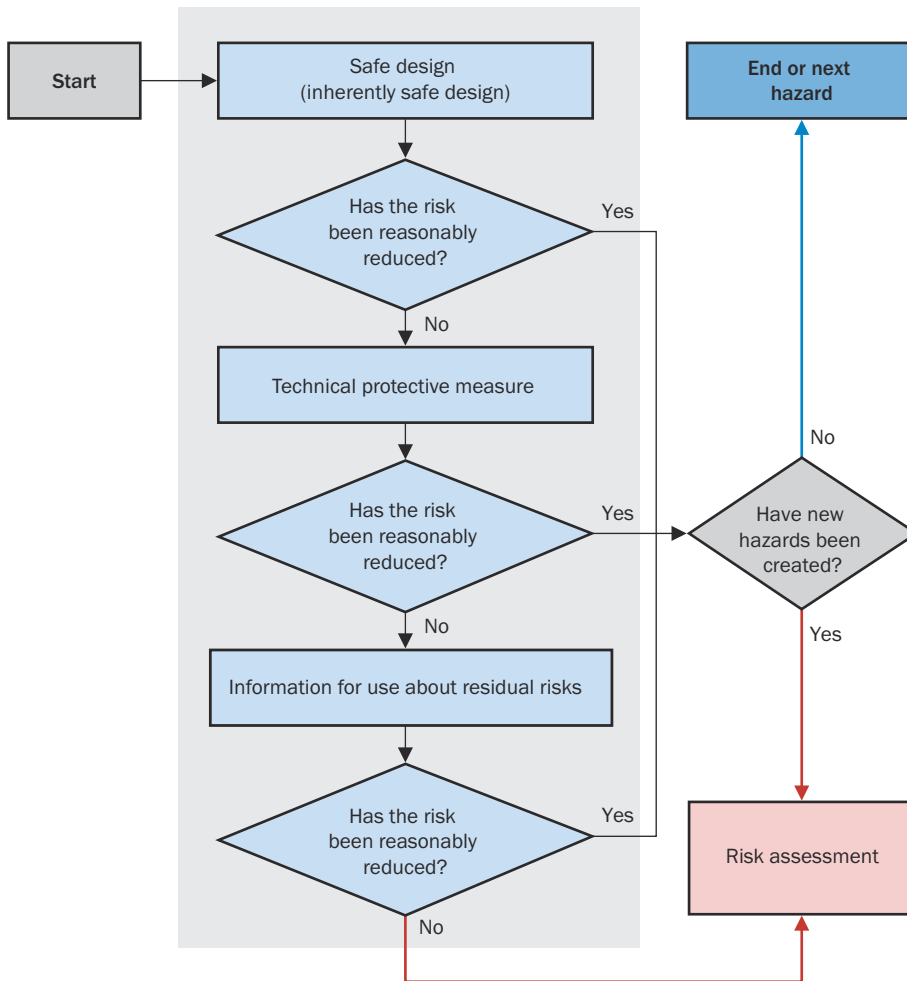 Start
Safe design
(inherently safe design)
End or next
hazard
Has the risk
been reasonably
reduced?
Yes
No
Technical protective measure
Has the risk
been reasonably
reduced?
Yes
No
Have new
hazards been
created?
No
Yes
Information for use about residual risks
Has the risk
been reasonably
reduced?
Yes
No
Risk assessment